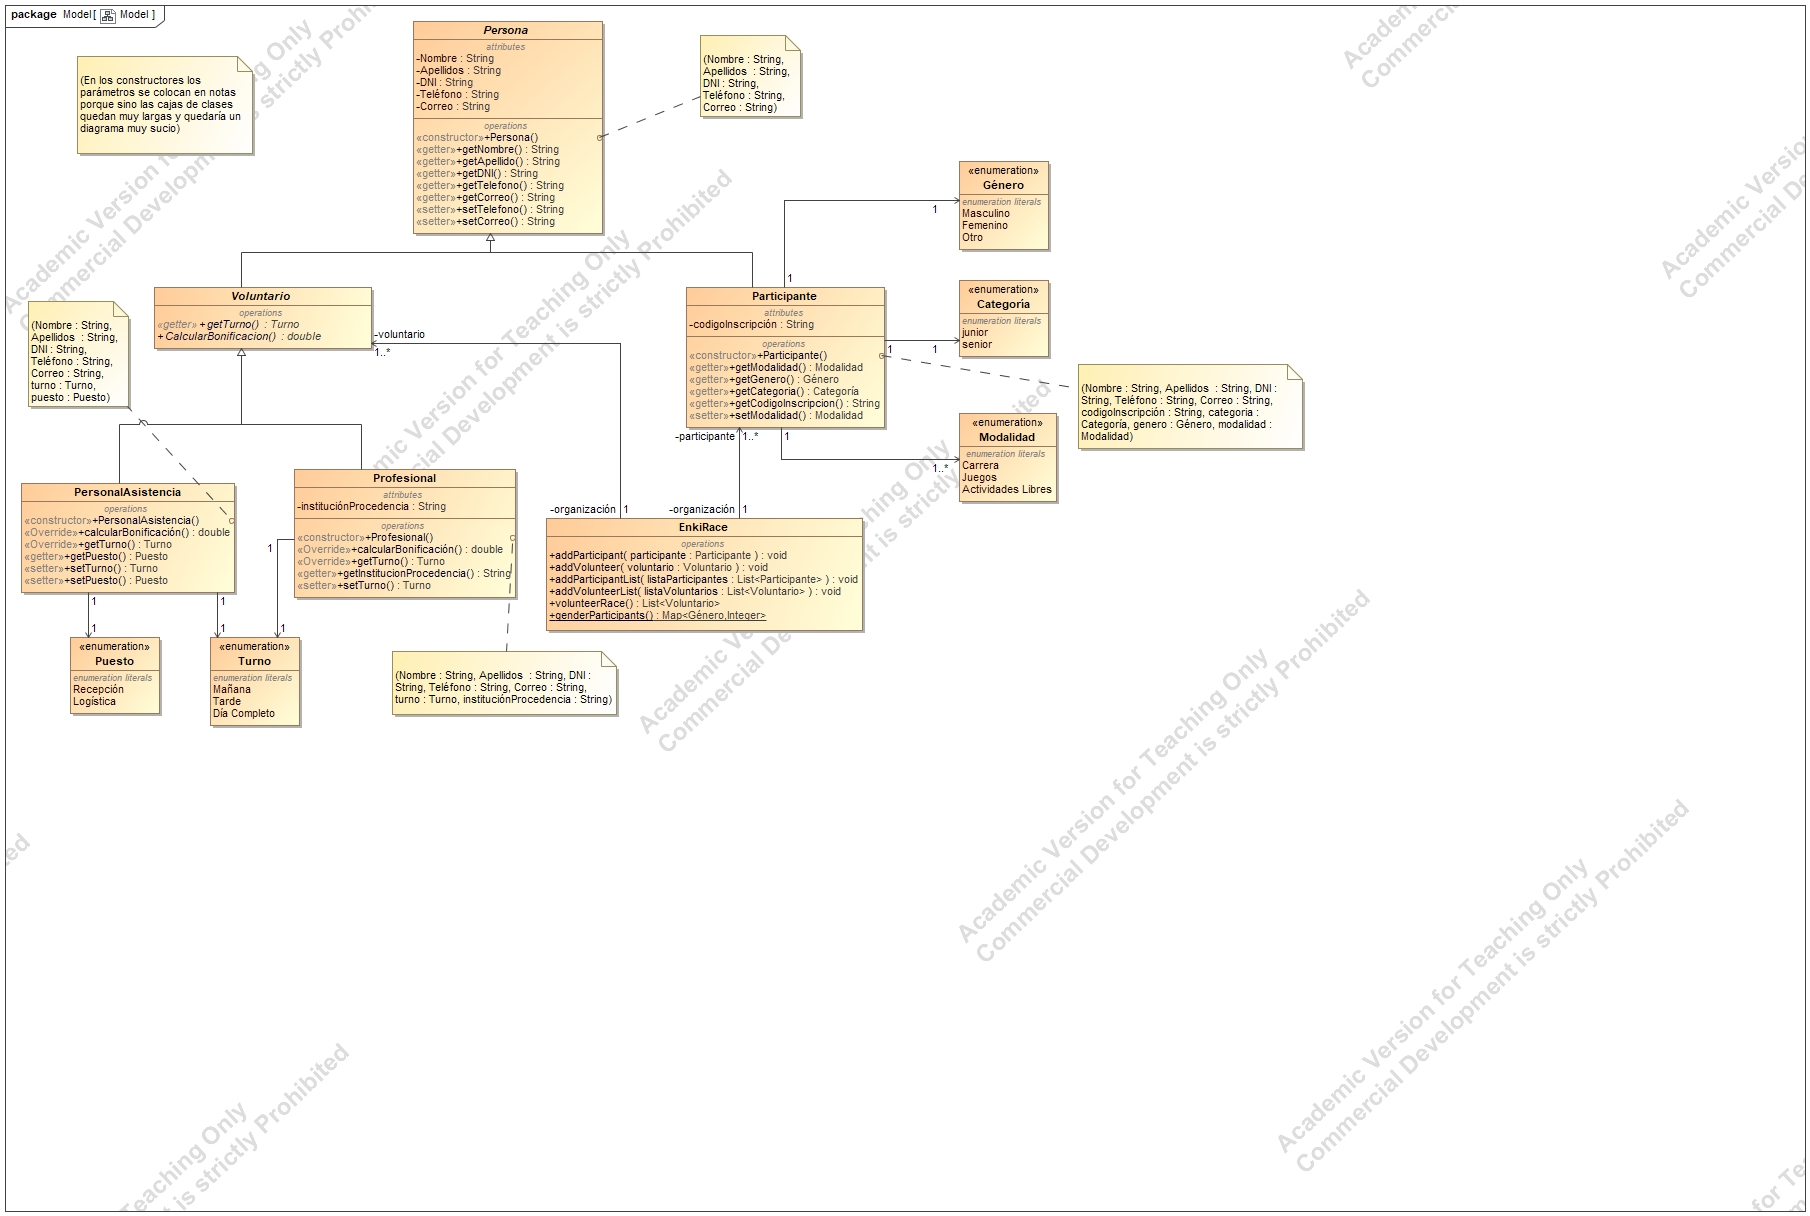 package Model[ Model ]
(En los constructores los
parámetros se colocan en notas
porque sino las cajas de clases
quedan muy largas y quedaría un
diagrama muy sucio)
Persona
attributes
-Nombre : String
-Apellidos : String
-DNI : String
-Teléfono : String
-Correo : String
operations
«constructor»+Persona()
«getter»+getNombre() : String
«getter»+getApellido() : String
«getter»+getDNI() : String
«getter»+getTelefono() : String
«getter»+getCorreo() : String
«setter»+setTelefono() : String
«setter»+setCorreo() : String
(Nombre : String,
Apellidos : String,
DNI : String,
Teléfono : String,
Correo : String)
«enumeration»
Género
enumeration literals
Masculino
Femenino
Otro
1
1
Voluntario
operations
«getter» +getTurno() : Turno
+CalcularBonificacion() : double
-voluntario
1..*
Participante
attributes
-codigoInscripción : String
operations
«constructor»+Participante()
«getter»+getModalidad() : Modalidad
«getter»+getGenero() : Género
«getter»+getCategoria() : Categoría
«getter»+getCodigoInscripcion() : String
«setter»+setModalidad() : Modalidad
«enumeration»
Categoría
enumeration literals
junior
senior
1
1
(Nombre : String,
Apellidos : String,
DNI : String,
Teléfono : String,
Correo : String,
turno : Turno,
puesto : Puesto)
(Nombre : String, Apellidos : String, DNI :
String, Teléfono : String, Correo : String,
codigoInscripción : String, categoria :
Categoría, genero : Género, modalidad :
Modalidad)
«enumeration»
Modalidad
enumeration literals
Carrera
Juegos
Actividades Libres
-participante
1..*
1
1..*
PersonalAsistencia
operations
«constructor»+PersonalAsistencia()
«Override»+calcularBonificación() : double
«Override»+getTurno() : Turno
«getter»+getPuesto() : Puesto
«setter»+setTurno() : Turno
«setter»+setPuesto() : Puesto
Profesional
attributes
-instituciónProcedencia : String
operations
«constructor»+Profesional()
«Override»+calcularBonificación() : double
«Override»+getTurno() : Turno
«getter»+getInstitucionProcedencia() : String
«setter»+setTurno() : Turno
-organización
1
-organización
1
EnkiRace
operations
+addParticipant( participante : Participante ) : void
+addVolunteer( voluntario : Voluntario ) : void
+addParticipantList( listaParticipantes : List<Participante> ) : void
+addVolunteerList( listaVoluntarios : List<Voluntario> ) : void
+volunteerRace() : List<Voluntario>
+genderParticipants() : Map<Género,Integer>
1
1
1
1
1
1
«enumeration»
Puesto
enumeration literals
Recepción
Logística
«enumeration»
Turno
enumeration literals
Mañana
Tarde
Día Completo
(Nombre : String, Apellidos : String, DNI :
String, Teléfono : String, Correo : String,
turno : Turno, instituciónProcedencia : String)
Academic Version for Teaching Only
Commercial Development is strictly Prohibited
Academic Version for Teaching Only
Commercial Development is strictly Prohibited